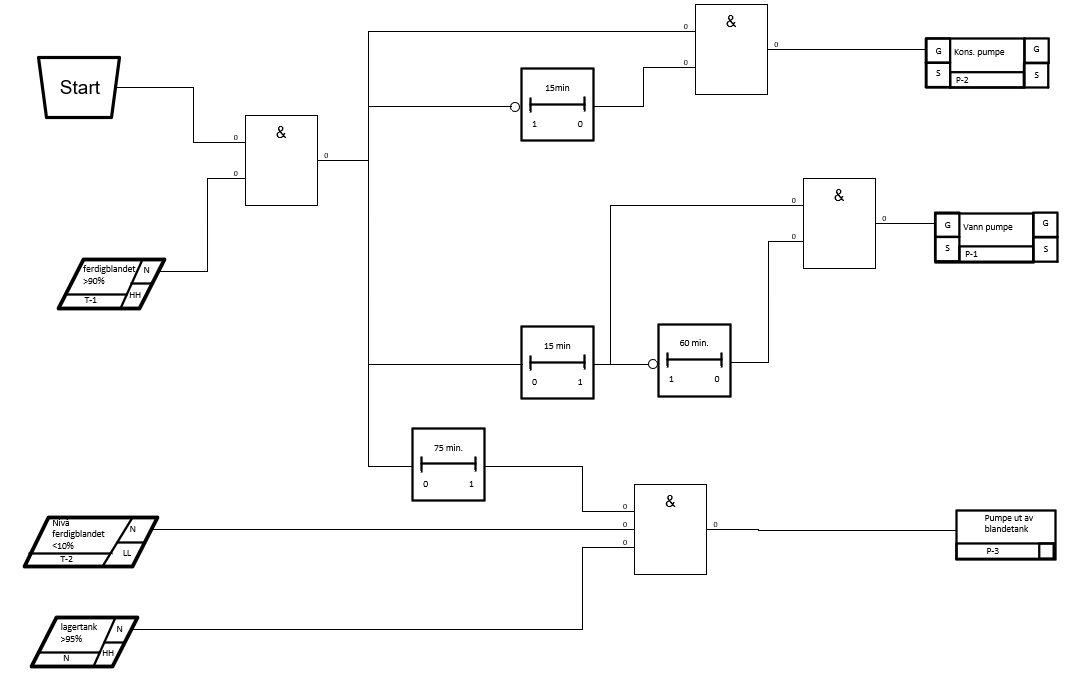 &
0
0
0
Kons. pumpe
P-2
G
S
G
S
Start
15min
1 0
0
&
0
0
&
0
0
0
Vann pumpe
P-1
G
S
G
S
ferdigblandet
>90%
T-1
N
HH
15 min
0 1
60 min.
1 0
75 min.
0 1
&
0
0
0
0
Nivå
ferdigblandet
<10%
T-2
N
LL
Pumpe ut av
blandetank
P-3
lagertank
>95%
N
N
HH